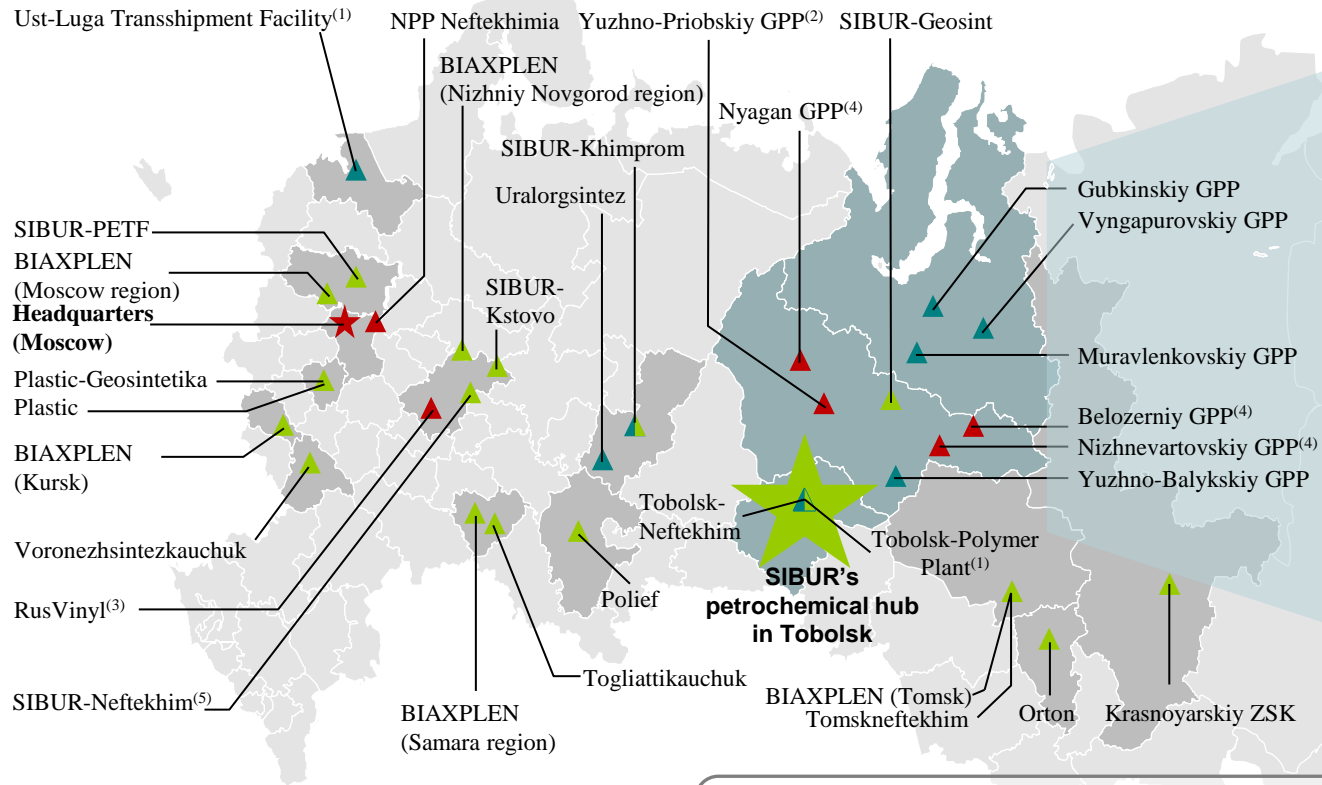 Ust-Luga Transshipment Facility(1)
NPP Neftekhimia
Yuzhno-Priobskiy GPP(2)
SIBUR-Geosint
BIAXPLEN
(Nizhniy Novgorod region)
Nyagan GPP(4)
SIBUR-Khimprom
Uralorgsintez
Gubkinskiy GPP
Vyngapurovskiy GPP
SIBUR-PETF
BIAXPLEN
(Moscow region)
Headquarters
(Moscow)
SIBUR-
Kstovo
Muravlenkovskiy GPP
Plastic-Geosintetika
Plastic
Belozerniy GPP(4)
BIAXPLEN
(Kursk)
Nizhnevartovskiy GPP(4)
Yuzhno-Balykskiy GPP
Tobolsk-
Neftekhim
Tobolsk-Polymer
Plant(1)
Voronezhsintezkauchuk
SIBUR's
petrochemical hub
in Tobolsk
Polief
RusVinyl(3)
Togliattikauchuk
SIBUR-Neftekhim(5)
BIAXPLEN
(Samara region)
BIAXPLEN (Tomsk)
Tomskneftekhim
Orton
Krasnoyarskiy ZSK